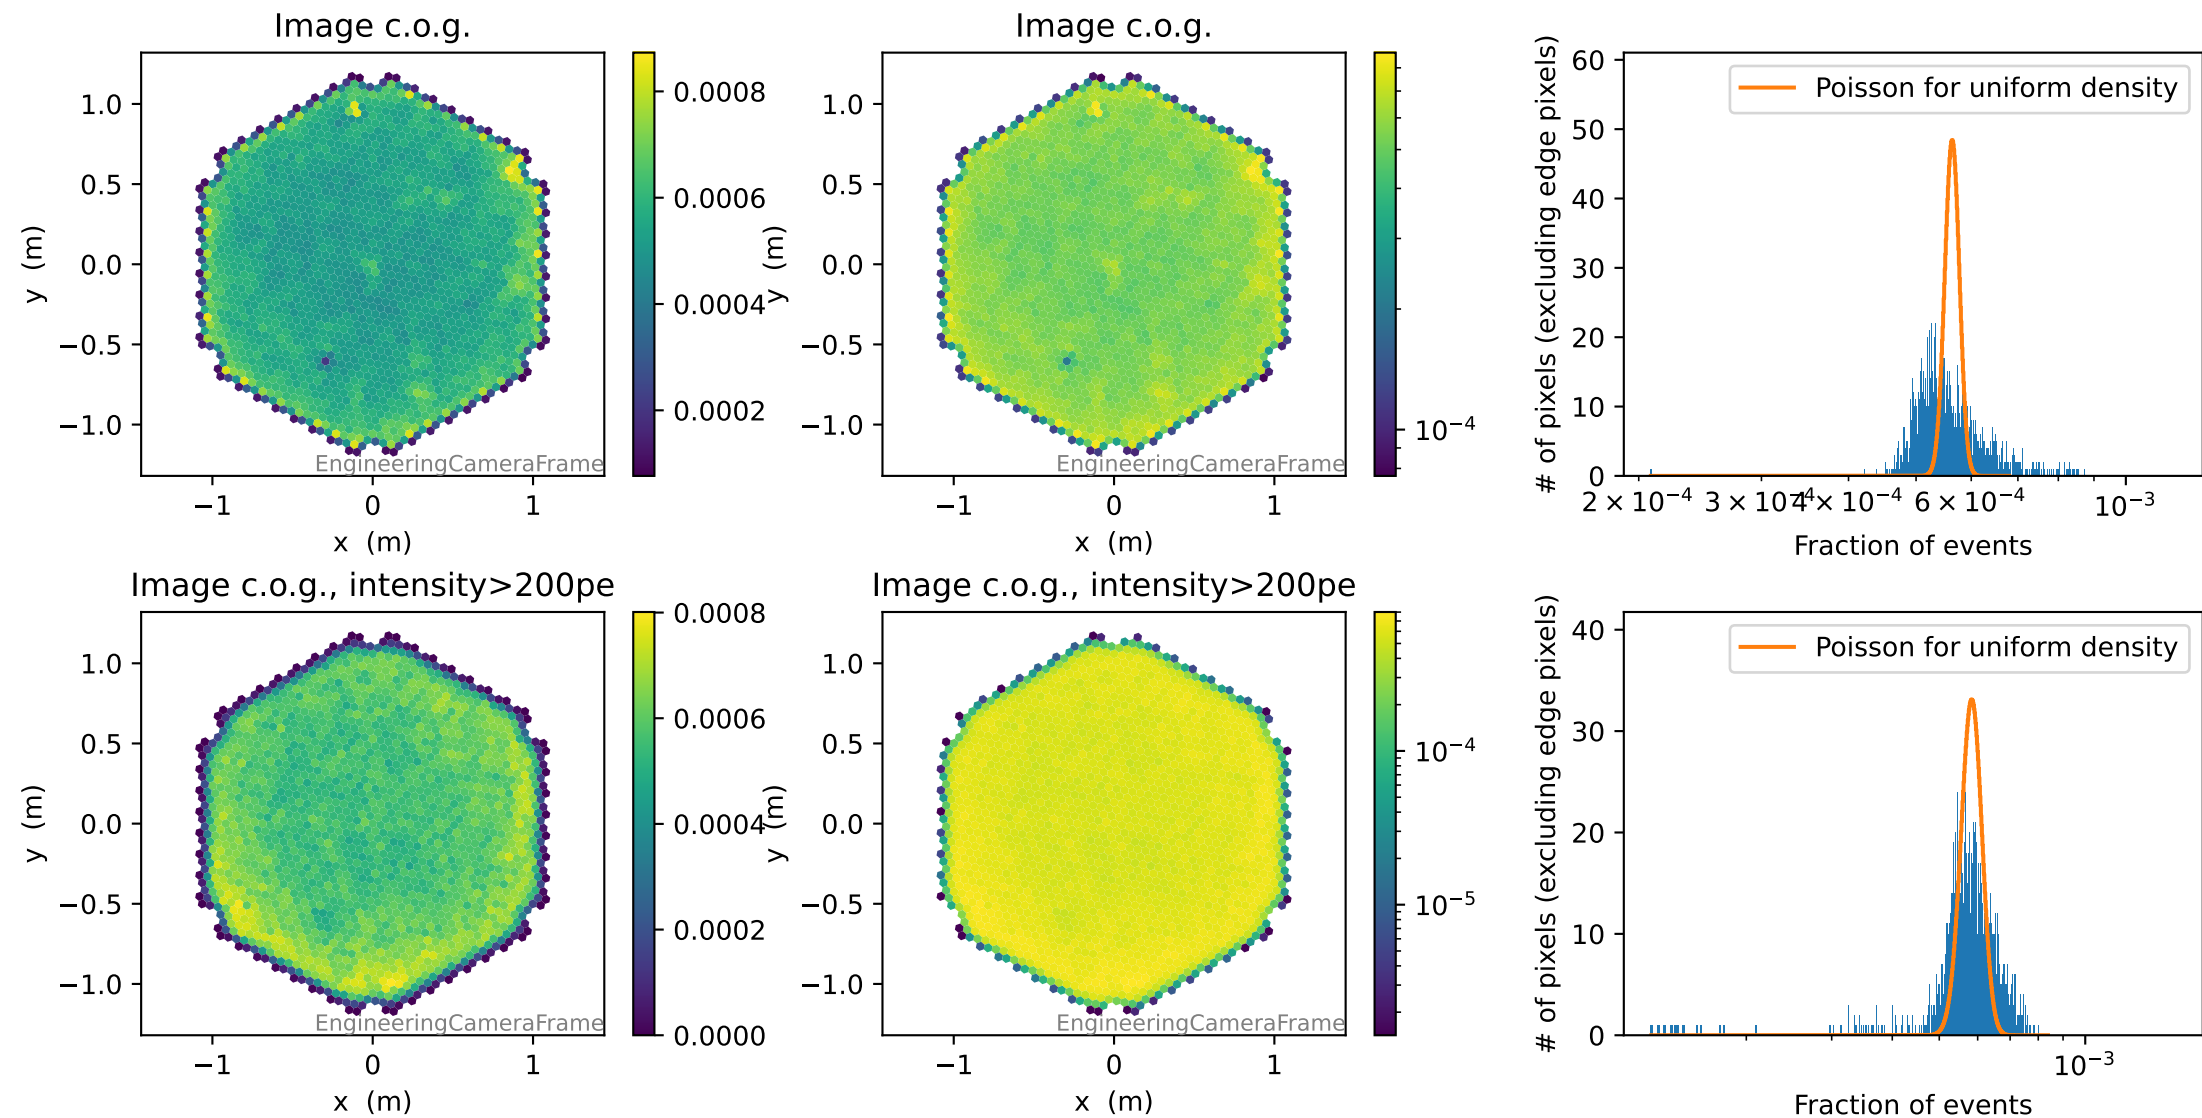 Image c.o.g.
1.0
0.5
0.0
−0.5
−1.0
y (m)
−1
0
1
x (m)
EngineeringCameraFrame
0.0008
0.0006
0.0004
0.0002
Image c.o.g.
1.0
0.5
0.0
−0.5
−1.0
y (m)
−1
0
1
x (m)
EngineeringCameraFrame
10⁻⁴
# of pixels (excluding edge pixels)
60
50
40
30
20
10
0
Poisson for uniform density
2 × 10⁻⁴
3 × 10⁻⁴
4 × 10⁻⁴
6 × 10⁻⁴
10⁻³
Fraction of events
Image c.o.g., intensity>200pe
1.0
0.5
0.0
−0.5
−1.0
y (m)
−1
0
1
x (m)
EngineeringCameraFrame
0.0008
0.0006
0.0004
0.0002
0.0000
Image c.o.g., intensity>200pe
1.0
0.5
0.0
−0.5
−1.0
y (m)
−1
0
1
x (m)
EngineeringCameraFrame
10⁻⁴
10⁻⁵
# of pixels (excluding edge pixels)
40
30
20
10
0
Poisson for uniform density
10⁻³
Fraction of events